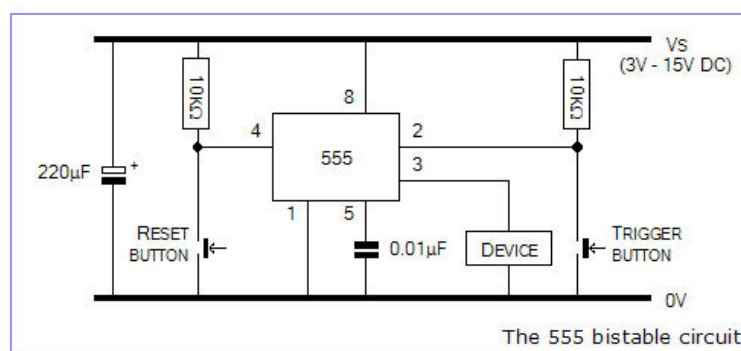 Vs
(3V - 15V DC)
10kΩ
10kΩ
8
4
2
555
3
220µF
+
1
5
RESET
BUTTON
0.01µF
DEVICE
TRIGGER
BUTTON
0V
The 555 bistable circuit